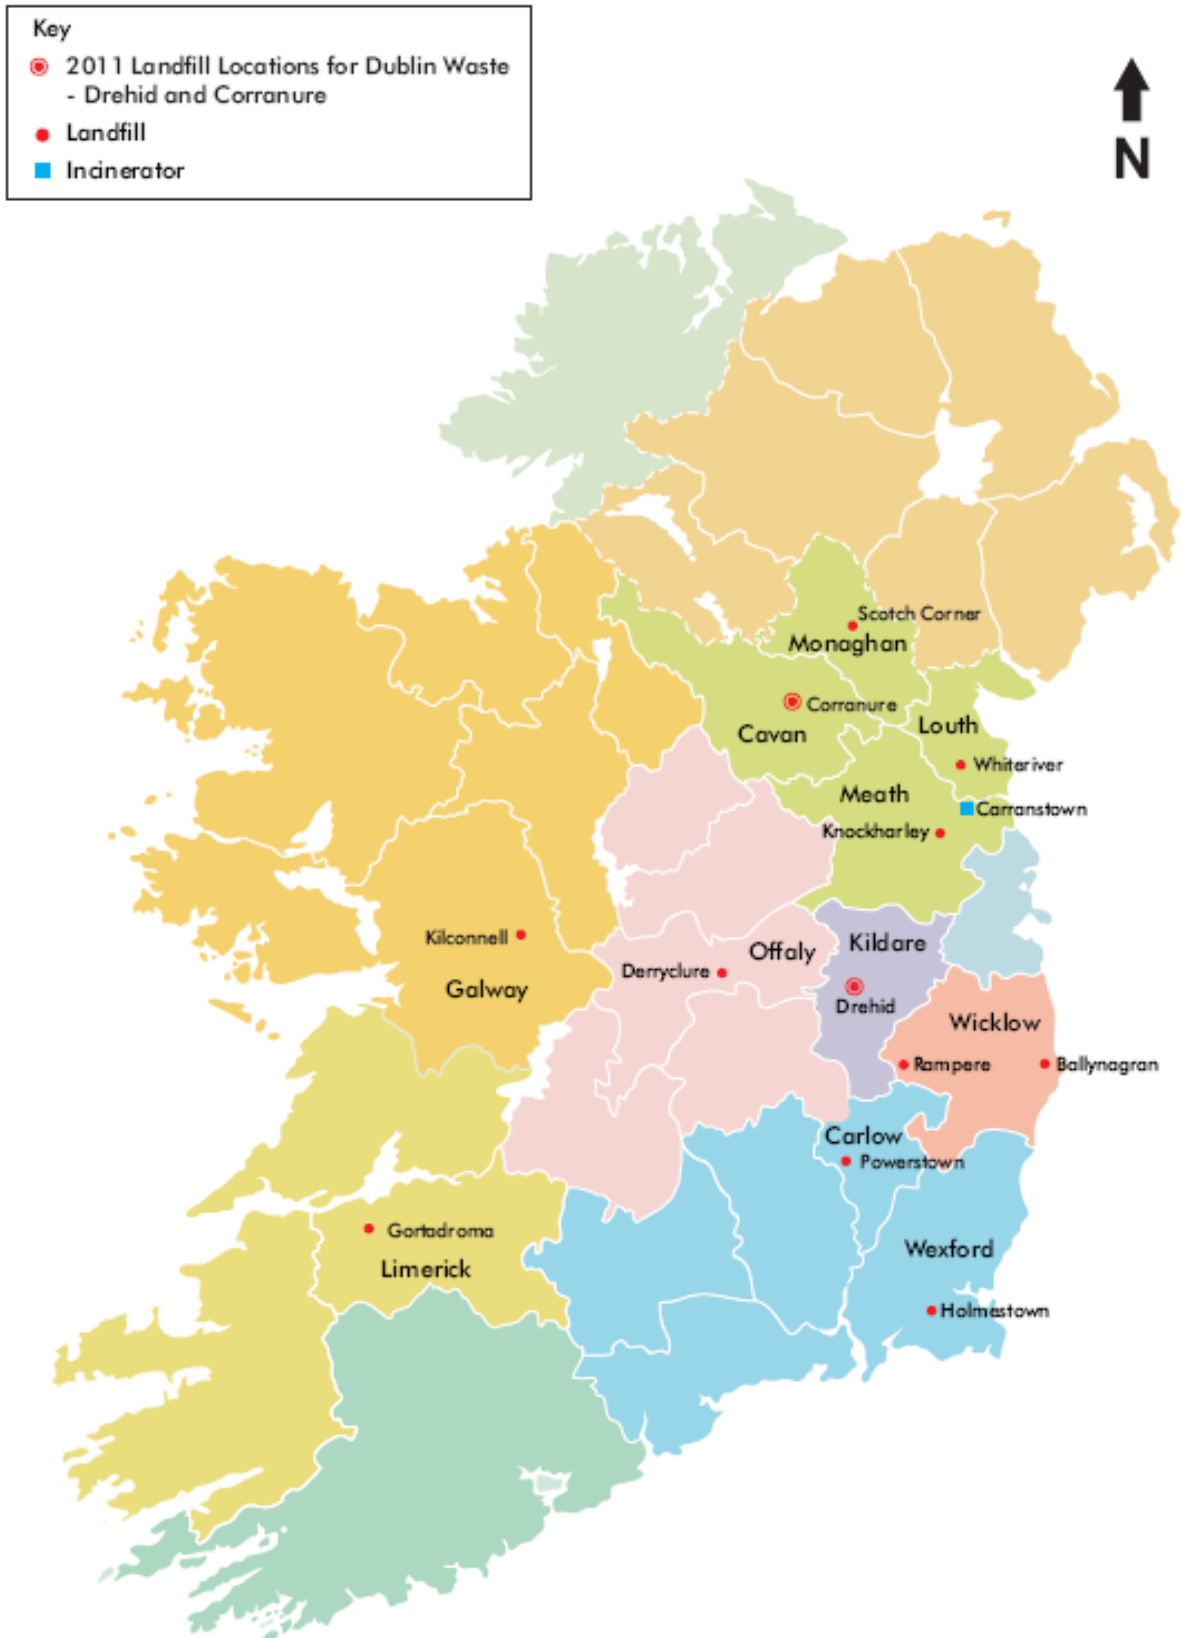 Key
2011 Landfill Locations for Dublin Waste
- Drehid and Corranure
Landfill
Incinerator
N
Scotch Corner
Monaghan
Corranure
Louth
Cavan
Whiteriver
Meath
Carranstown
Knockharley
Kilconnell
Offaly
Kildare
Derryclure
Galway
Drehid
Wicklow
Rampere
Ballynagran
Carlow
Powerstown
Gortadroma
Wexford
Limerick
Holmestown